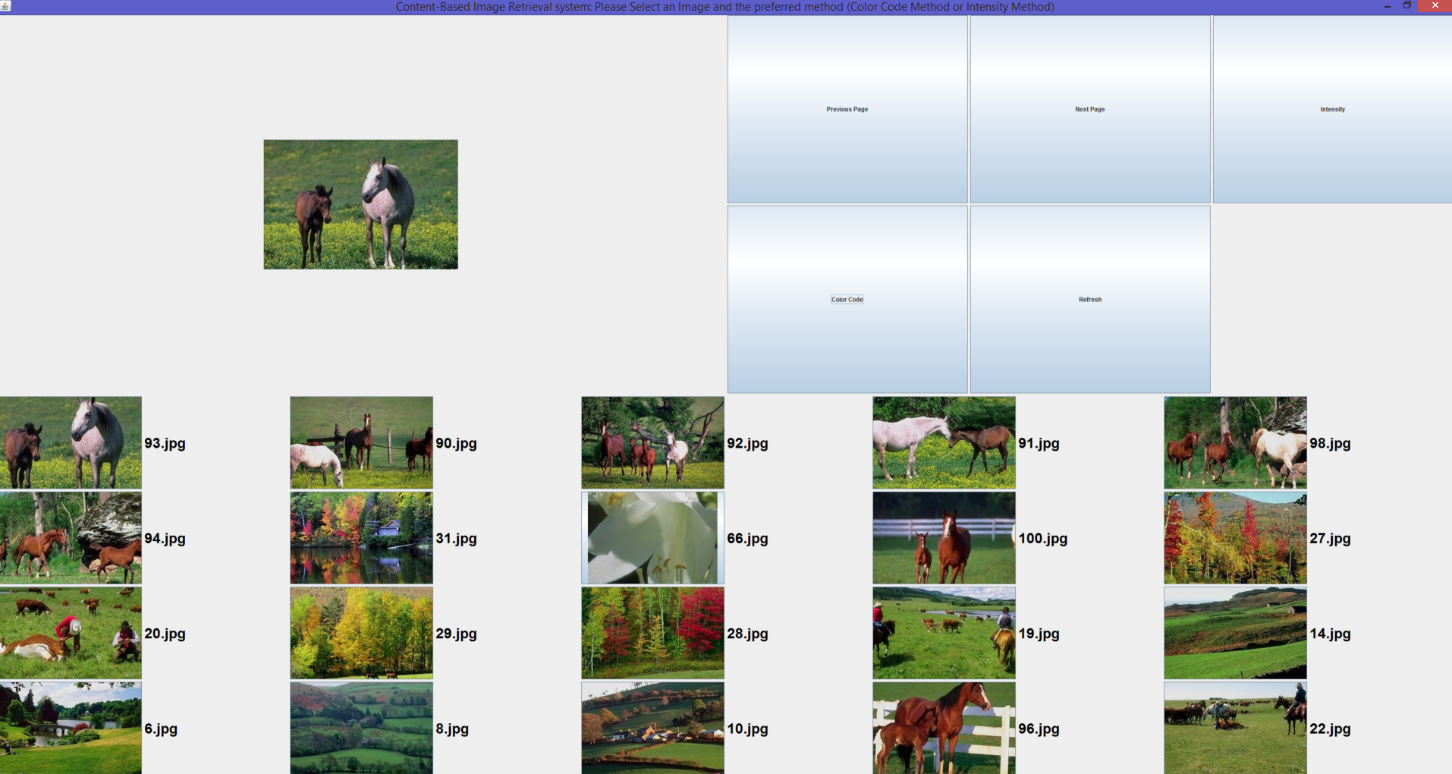 Content-Based Image Retrieval system: Please Select an Image and the preferred method (Color Code Method or Intensity Method)
Previous Page
Next Page
Intensity
Color Code
Refresh
93.jpg
90.jpg
92.jpg
91.jpg
98.jpg
94.jpg
31.jpg
66.jpg
100.jpg
27.jpg
20.jpg
29.jpg
28.jpg
19.jpg
14.jpg
6.jpg
8.jpg
10.jpg
96.jpg
22.jpg